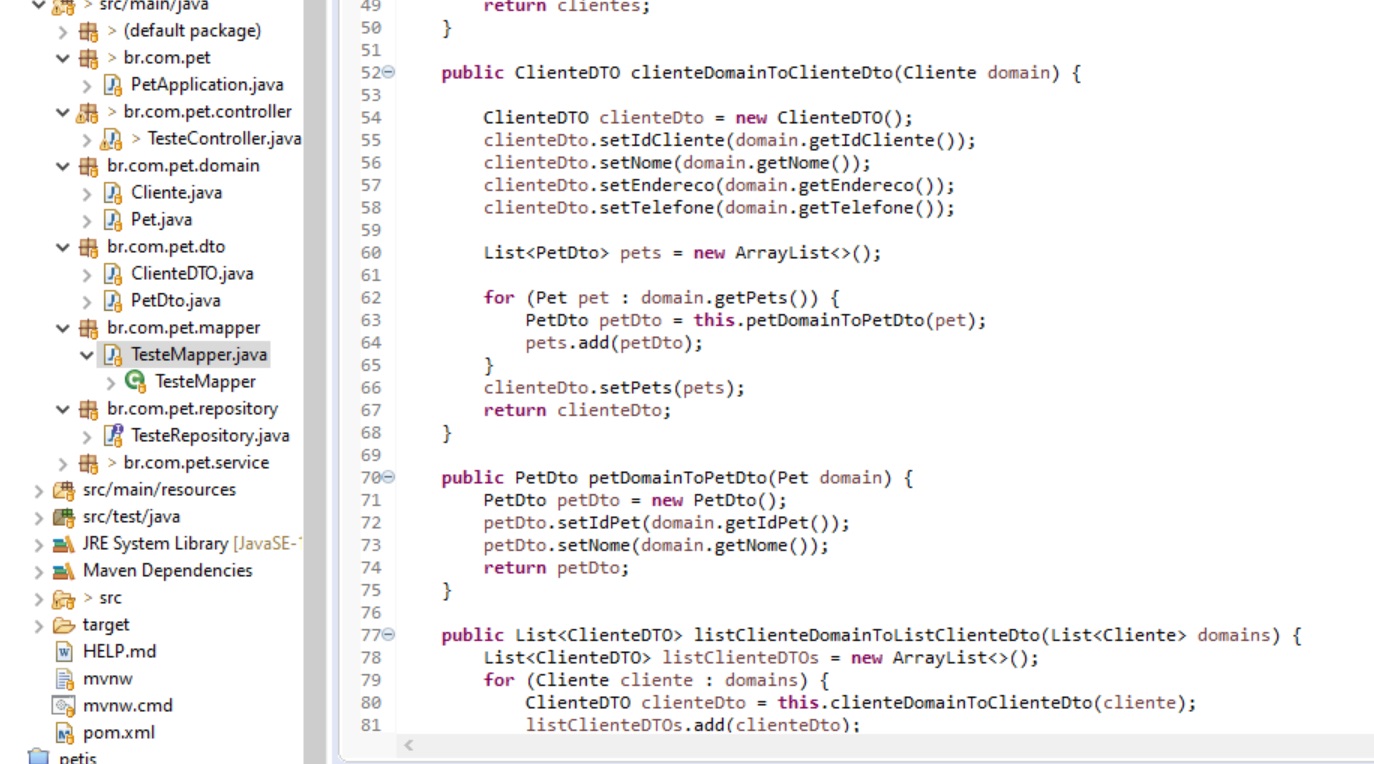 > src/main/java
> (default package)
> br.com.pet
PetApplication.java
> br.com.pet.controller
> TesteController.java
br.com.pet.domain
Cliente.java
Pet.java
br.com.pet.dto
ClienteDTO.java
PetDto.java
br.com.pet.mapper
TesteMapper.java
TesteMapper
br.com.pet.repository
TesteRepository.java
> br.com.pet.service
src/main/resources
src/test/java
JRE System Library [JavaSE-1
Maven Dependencies
> src
target
HELP.md
mvnw
mvnw.cmd
pom.xml
petis
49         return clientes;
50     }
51
52     public ClienteDTO clienteDomainToClienteDto(Cliente domain) {
53
54         ClienteDTO clienteDto = new ClienteDTO();
55         clienteDto.setIdCliente(domain.getIdCliente());
56         clienteDto.setNome(domain.getNome());
57         clienteDto.setEndereco(domain.getEndereco());
58         clienteDto.setTelefone(domain.getTelefone());
59
60         List<PetDto> pets = new ArrayList<>();
61
62         for (Pet pet : domain.getPets()) {
63             PetDto petDto = this.petDomainToPetDto(pet);
64             pets.add(petDto);
65         }
66         clienteDto.setPets(pets);
67         return clienteDto;
68     }
69
70     public PetDto petDomainToPetDto(Pet domain) {
71         PetDto petDto = new PetDto();
72         petDto.setIdPet(domain.getIdPet());
73         petDto.setNome(domain.getNome());
74         return petDto;
75     }
76
77     public List<ClienteDTO> listClienteDomainToListClienteDto(List<Cliente> domains) {
78         List<ClienteDTO> listClienteDTOs = new ArrayList<>();
79         for (Cliente cliente : domains) {
80             ClienteDTO clienteDto = this.clienteDomainToClienteDto(cliente);
81             listClienteDTOs.add(clienteDto);